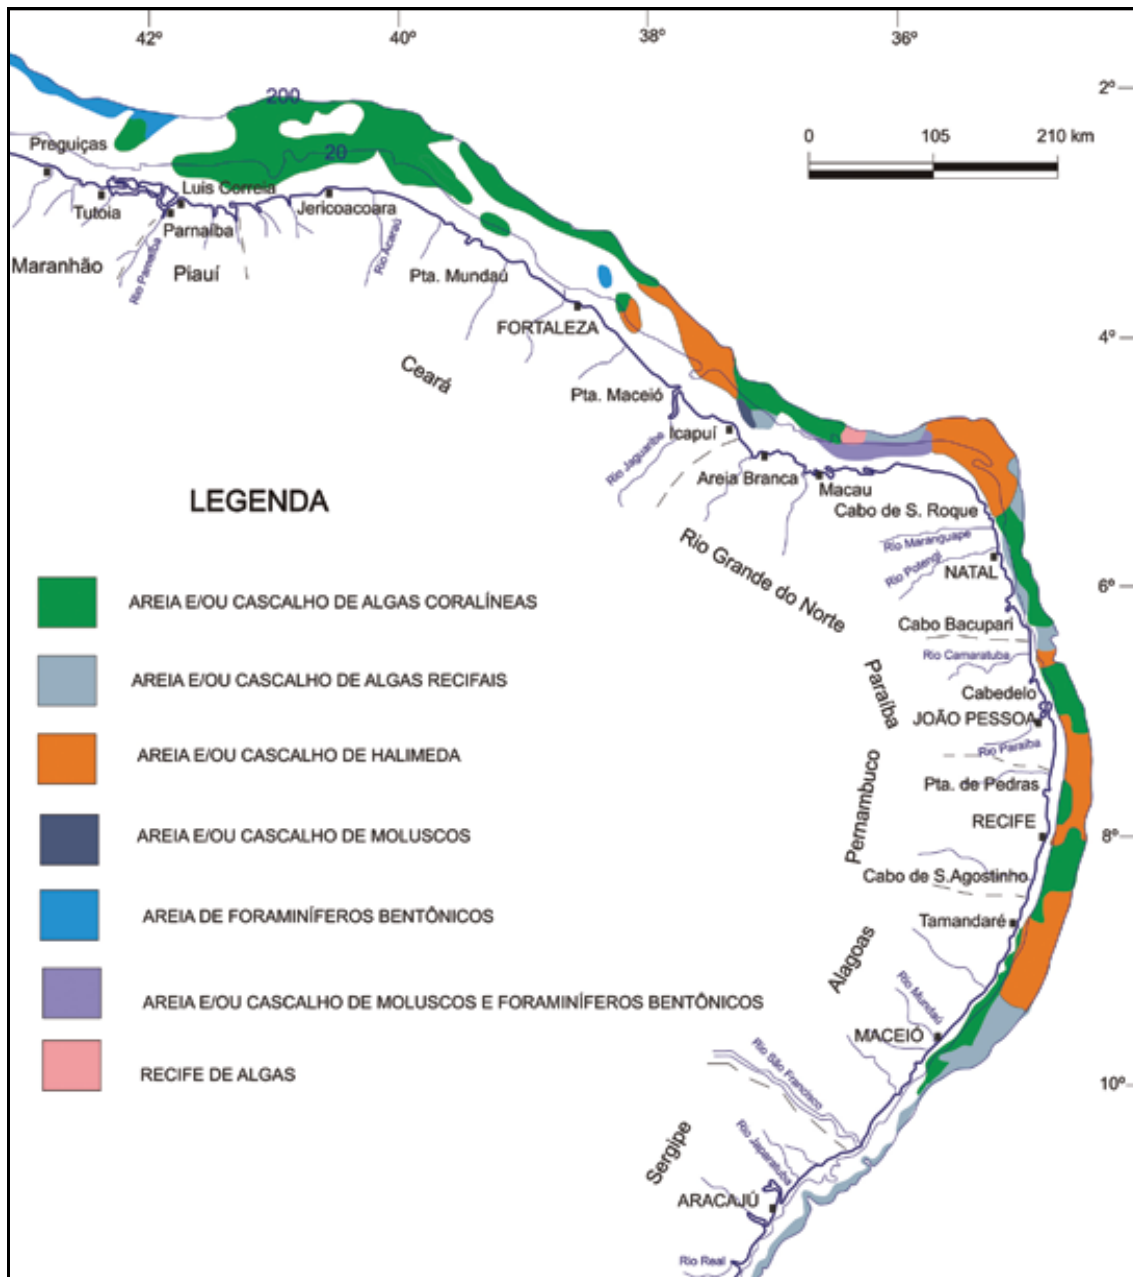 42º
40º
38º
36º
2º
200
0
105
210 km
Preguiças
20
Luis Correia
Tutoia
Jericoacoara
Parnaíba
Maranhão
Piauí
Rio Parnaíba
Rio Acaraú
Pta. Mundaú
FORTALEZA
4º
Ceará
Pta. Maceió
Icapuí
Rio Jaguaribe
Areia Branca
Macau
LEGENDA
Cabo de S. Roque
Rio Maranguape
Rio Potengi
Rio Grande do Norte
NATAL
6º
AREIA E/OU CASCALHO DE ALGAS CORALÍNEAS
Cabo Bacupari
Rio Camaratuba
AREIA E/OU CASCALHO DE ALGAS RECIFAIS
Paraíba
Cabedelo
JOÃO PESSOA
AREIA E/OU CASCALHO DE HALIMEDA
Rio Paraíba
Pta. de Pedras
Pernambuco
RECIFE
AREIA E/OU CASCALHO DE MOLUSCOS
8º
Cabo de S.Agostinho
AREIA DE FORAMINÍFEROS BENTÔNICOS
Tamandaré
Alagoas
AREIA E/OU CASCALHO DE MOLUSCOS E FORAMINÍFEROS BENTÔNICOS
Rio Mundaú
MACEIÓ
RECIFE DE ALGAS
Rio São Francisco
10º
Sergipe
Rio Japaratuba
ARACAJÚ
Rio Real